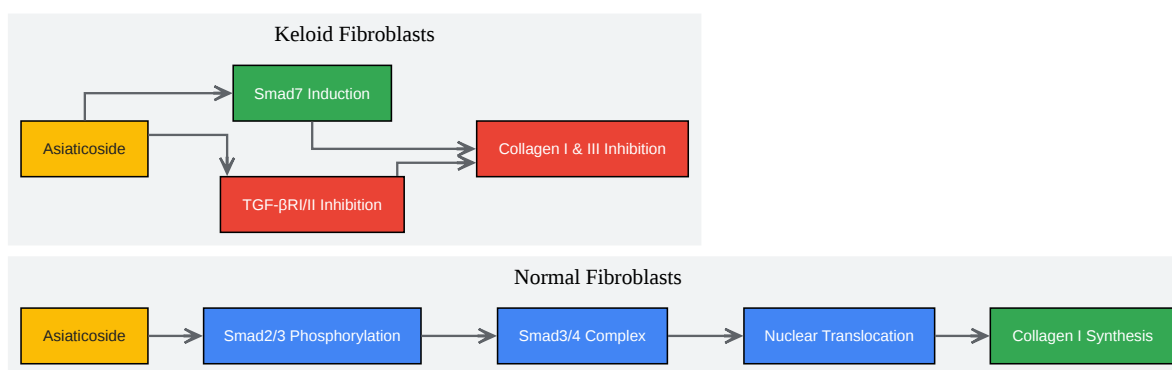 Keloid Fibroblasts
Smad7 Induction
Asiaticoside
Collagen I & III Inhibition
TGF-βRI/II Inhibition
Normal Fibroblasts
Asiaticoside
Smad2/3 Phosphorylation
Smad3/4 Complex
Nuclear Translocation
Collagen I Synthesis